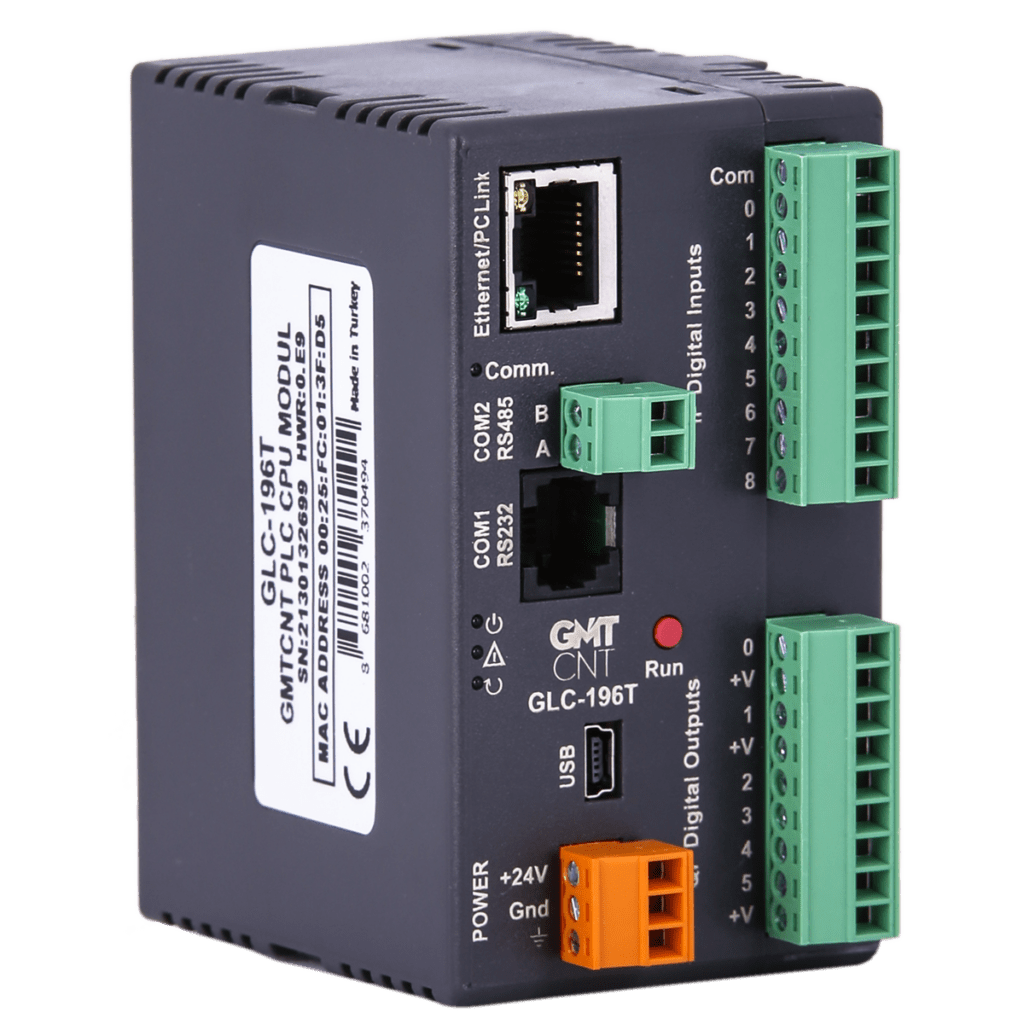 GLC-196T
GMTCNT PLC CPU MODUL
SN:2130132699 HWR:0.E9
MAC ADDRESS 00:25:FC:01:3F:D5
Made in Turkey
8 681002 370494
CE
Ethernet/PC Link
Comm.
COM2
RS485
B
A
COM1
RS232
GMT
CNT
GLC-196T
Run
USB
POWER
+24V
Gnd
Digital Inputs
Com
0
1
2
3
4
5
6
7
8
Digital Outputs
0
+V
1
+V
2
3
4
5
+V